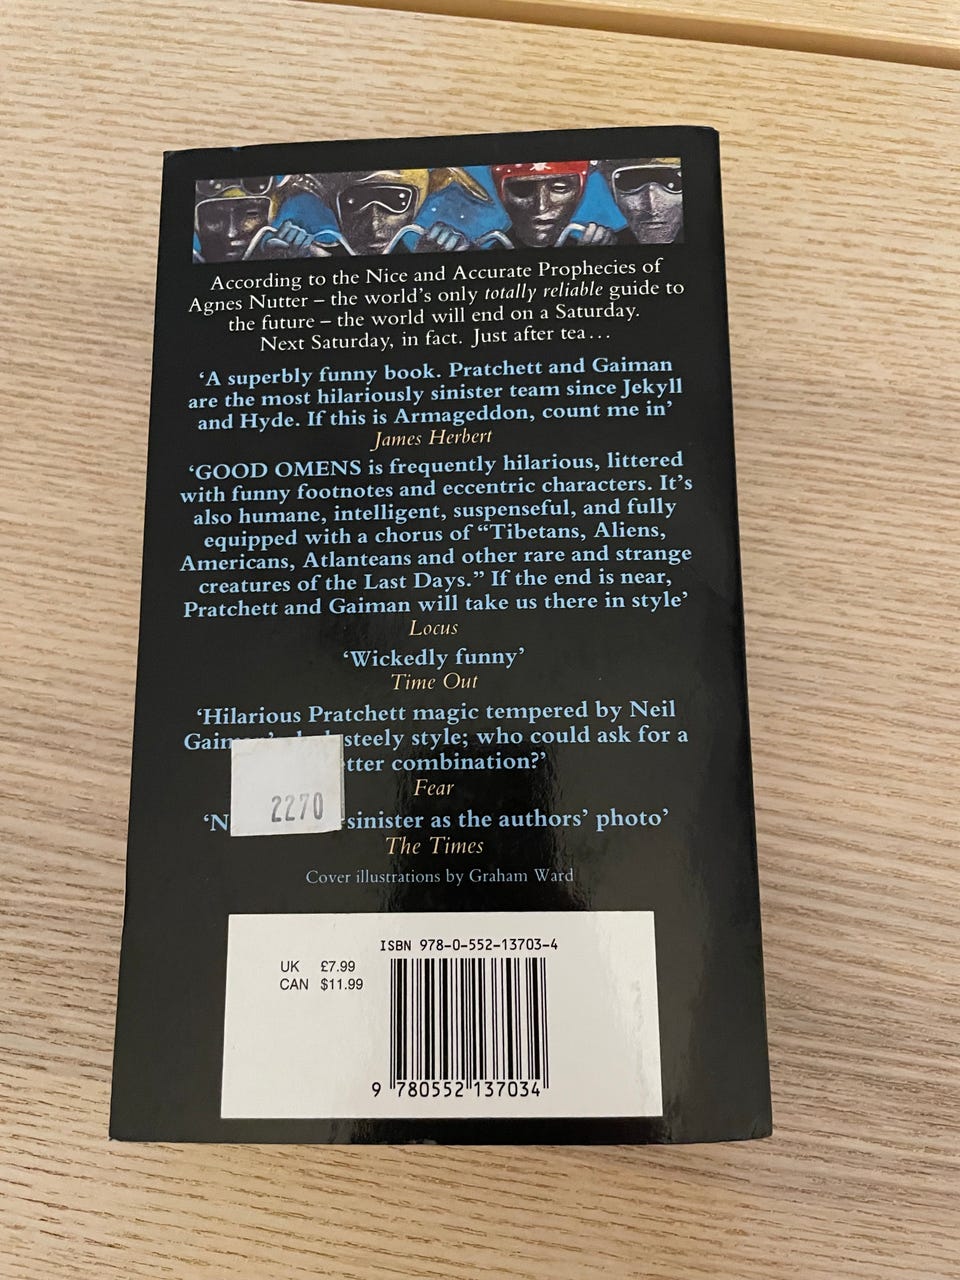 According to the Nice and Accurate Prophecies of
Agnes Nutter – the world's only totally reliable guide to
the future – the world will end on a Saturday.
Next Saturday, in fact. Just after tea...
'A superbly funny book. Pratchett and Gaiman
are the most hilariously sinister team since Jekyll
and Hyde. If this is Armageddon, count me in'
James Herbert
'GOOD OMENS is frequently hilarious, littered
with funny footnotes and eccentric characters. It's
also humane, intelligent, suspenseful, and fully
equipped with a chorus of "Tibetans, Aliens,
Americans, Atlanteans and other rare and strange
creatures of the Last Days." If the end is near,
Pratchett and Gaiman will take us there in style'
Locus
'Wickedly funny'
Time Out
'Hilarious Pratchett magic tempered by Neil
steely style; who could ask for a
combination?'
Fear
sinister as the authors' photo'
The Times
2270
Cover illustrations by Graham Ward
ISBN 978-0-552-13703-4
UK £7.99
CAN $11.99
9 780552 137034